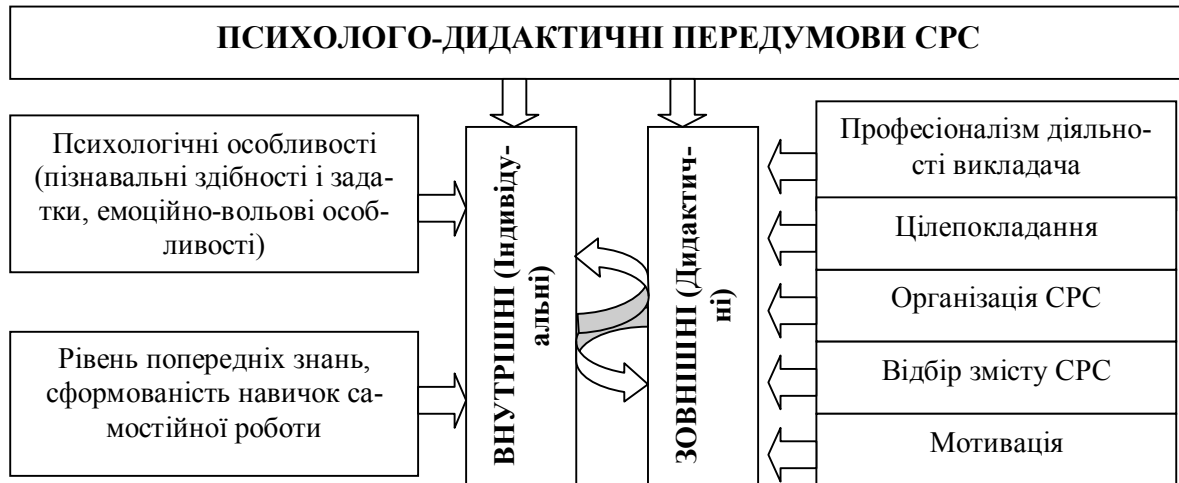 ПСИХОЛОГО-ДИДАКТИЧНІ ПЕРЕДУМОВИ СРС
Психологічні особливості
(пізнавальні здібності і зада-
тки, емоційно-вольові особ-
ливості)
Рівень попередніх знань,
сформованість навичок са-
мостійної роботи
ВНУТРІШНІ (Індивіду-
альні)
ЗОВНІШНІ (Дидактич-
ні)
Професіоналізм діяльно-
сті викладача
Цілепокладання
Організація СРС
Відбір змісту СРС
Мотивація